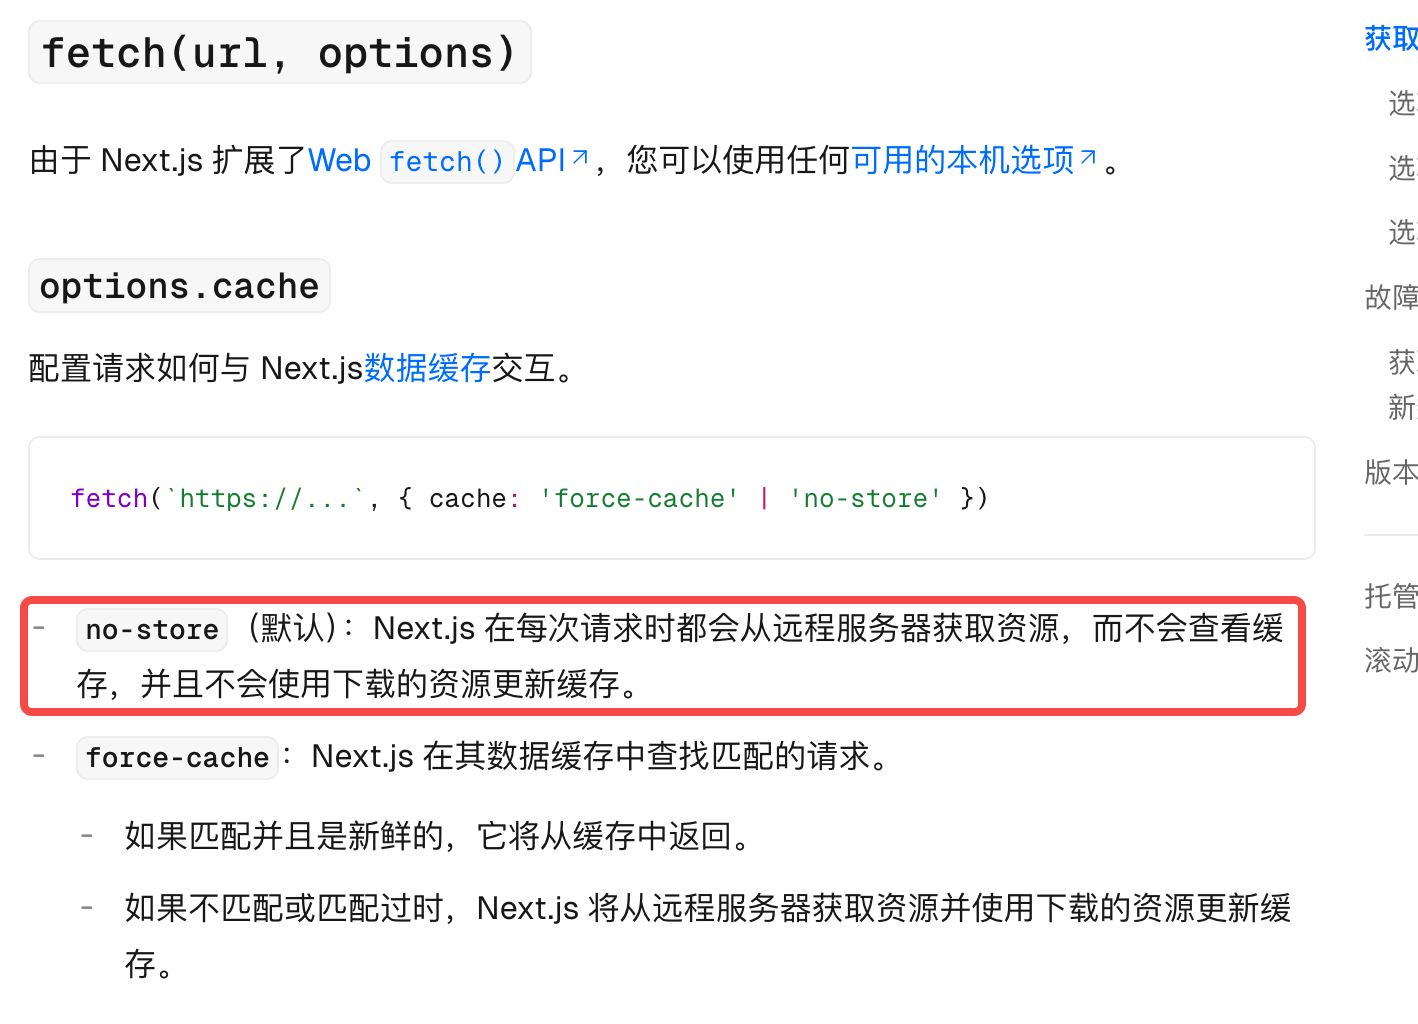 fetch(url, options)
由于 Next.js 扩展了Web fetch() API↗，您可以使用任何可用的本机选项↗。
options.cache
配置请求如何与 Next.js数据缓存交互。
fetch(`https://...`, { cache: 'force-cache' | 'no-store' })
- no-store （默认）：Next.js 在每次请求时都会从远程服务器获取资源，而不会查看缓
存，并且不会使用下载的资源更新缓存。
- force-cache：Next.js 在其数据缓存中查找匹配的请求。
- 如果匹配并且是新鲜的，它将从缓存中返回。
- 如果不匹配或匹配过时，Next.js 将从远程服务器获取资源并使用下载的资源更新缓
存。
获取
选
选
选
故障
获
新
版本
托管
滚动